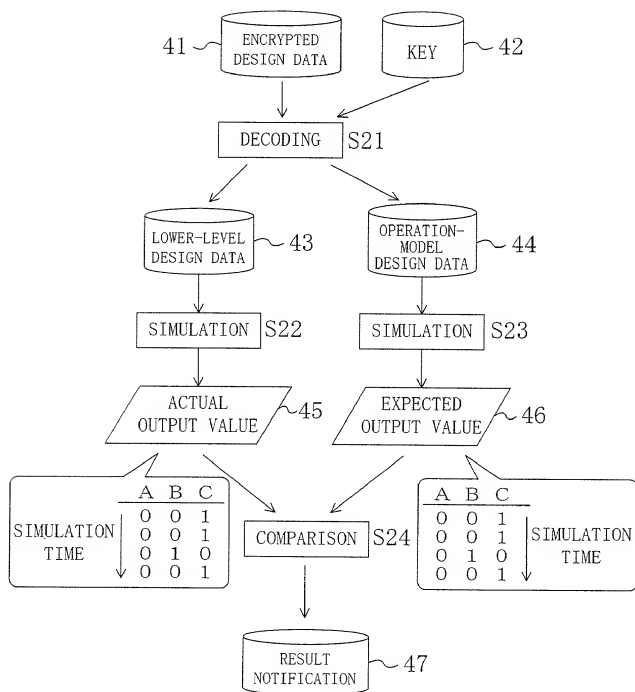 41
ENCRYPTED
DESIGN DATA
KEY
42
DECODING
S21
LOWER-LEVEL
DESIGN DATA
43
OPERATION-
MODEL
DESIGN DATA
44
SIMULATION
S22
SIMULATION
S23
ACTUAL
OUTPUT VALUE
45
EXPECTED
OUTPUT VALUE
46
SIMULATION
TIME
A B C
0 0 1
0 0 1
0 1 0
0 0 1
COMPARISON
S24
A B C
0 0 1
0 0 1
0 1 0
0 0 1
SIMULATION
TIME
RESULT
NOTIFICATION
47